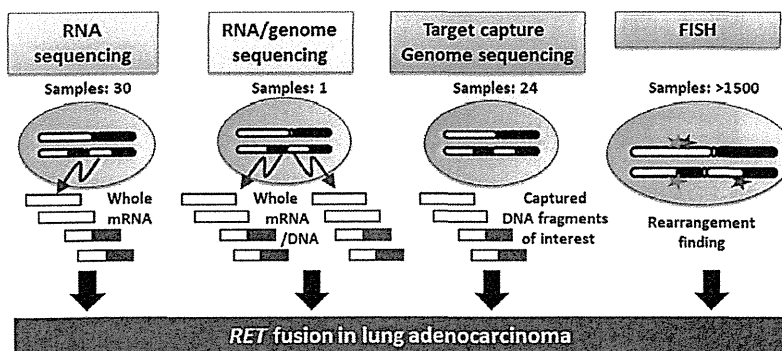 RNA
sequencing
Samples: 30
Whole
mRNA
RNA/genome
sequencing
Samples: 1
Whole
mRNA
/DNA
Target capture
Genome sequencing
Samples: 24
Captured
DNA fragments
of interest
FISH
Samples: >1500
Rearrangement
finding
RET fusion in lung adenocarcinoma